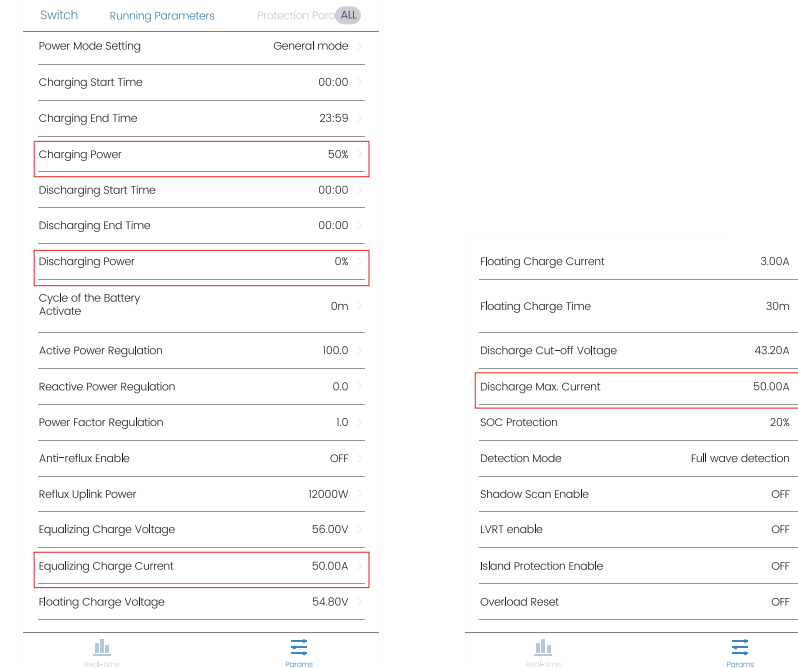 Switch Running Parameters Protection Para ALL
Power Mode Setting General mode
Charging Start Time 00:00
Charging End Time 23:59
Charging Power 50%
Discharging Start Time 00:00
Discharging End Time 00:00
Discharging Power 0%
Cycle of the Battery
Activate 0m
Active Power Regulation 100.0
Reactive Power Regulation 0.0
Power Factor Regulation 1.0
Anti-reflux Enable OFF
Reflux Uplink Power 12000W
Equalizing Charge Voltage 56.00V
Equalizing Charge Current 50.00A
Floating Charge Voltage 54.80V
Real-time Params
Floating Charge Current 3.00A
Floating Charge Time 30m
Discharge Cut-off Voltage 43.20A
Discharge Max. Current 50.00A
SOC Protection 20%
Detection Mode Full wave detection
Shadow Scan Enable OFF
LVRT enable OFF
Island Protection Enable OFF
Overload Reset OFF
Real-time Params